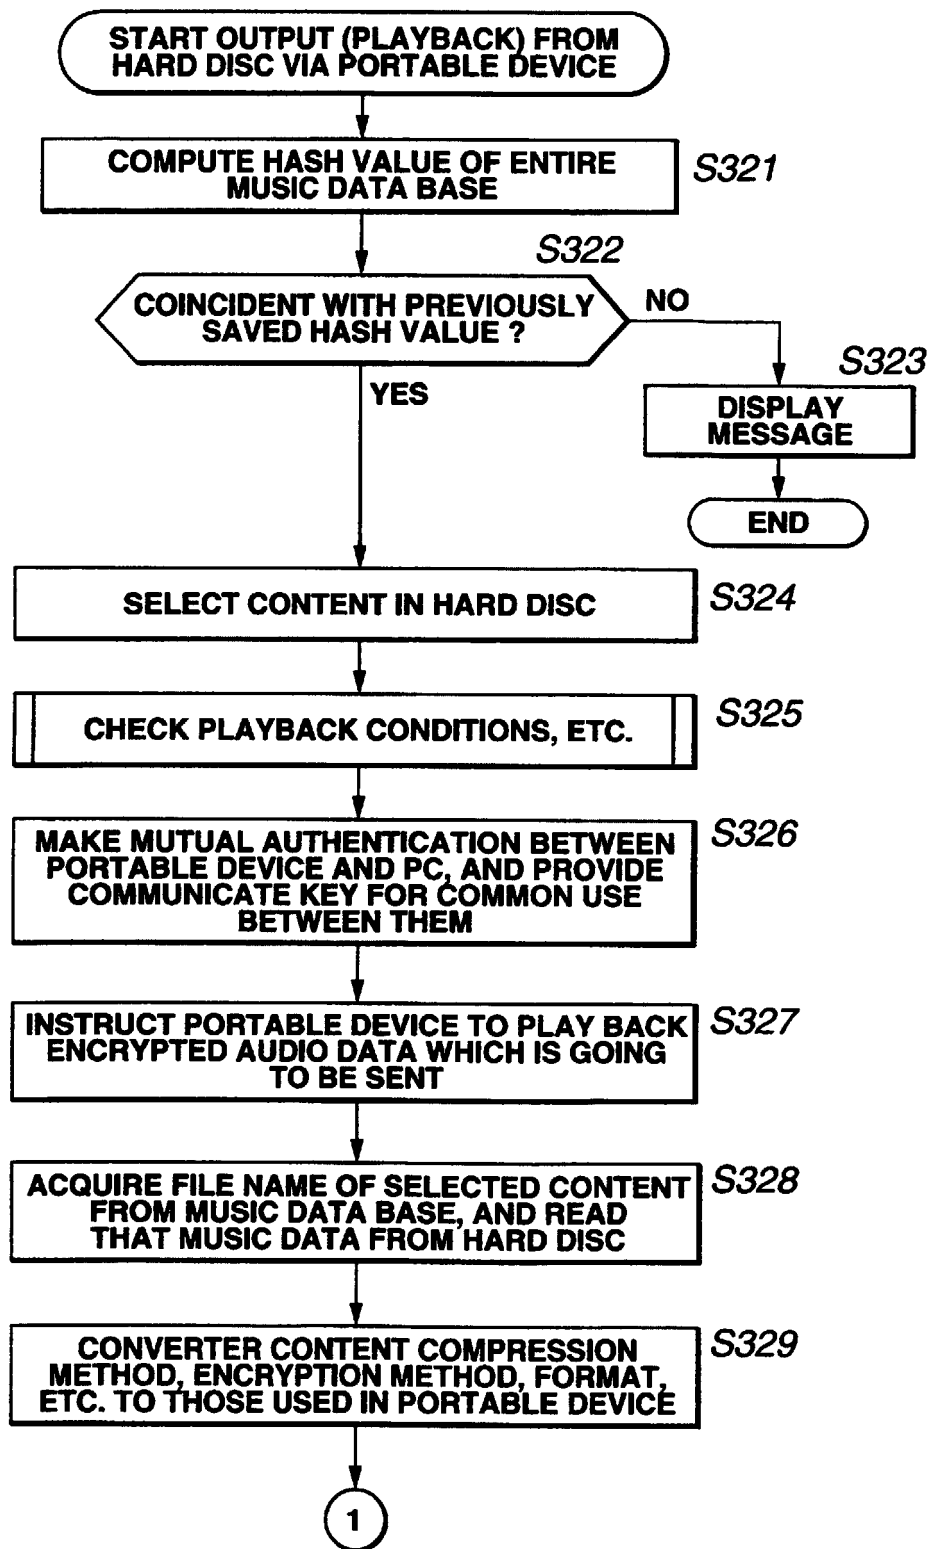 START OUTPUT (PLAYBACK) FROM
HARD DISC VIA PORTABLE DEVICE
COMPUTE HASH VALUE OF ENTIRE
MUSIC DATA BASE
S321
S322
COINCIDENT WITH PREVIOUSLY
SAVED HASH VALUE ?
NO
YES
S323
DISPLAY
MESSAGE
END
SELECT CONTENT IN HARD DISC
S324
CHECK PLAYBACK CONDITIONS, ETC.
S325
MAKE MUTUAL AUTHENTICATION BETWEEN
PORTABLE DEVICE AND PC, AND PROVIDE
COMMUNICATE KEY FOR COMMON USE
BETWEEN THEM
S326
INSTRUCT PORTABLE DEVICE TO PLAY BACK
ENCRYPTED AUDIO DATA WHICH IS GOING
TO BE SENT
S327
ACQUIRE FILE NAME OF SELECTED CONTENT
FROM MUSIC DATA BASE, AND READ
THAT MUSIC DATA FROM HARD DISC
S328
CONVERTER CONTENT COMPRESSION
METHOD, ENCRYPTION METHOD, FORMAT,
ETC. TO THOSE USED IN PORTABLE DEVICE
S329
1